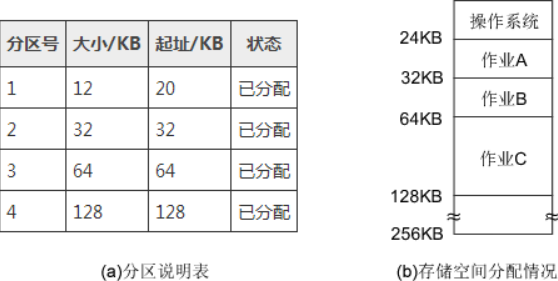 分区号 大小/KB 起址/KB 状态
1 12 20 已分配
2 32 32 已分配
3 64 64 已分配
4 128 128 已分配
(a)分区说明表
操作系统
24KB
作业A
32KB
作业B
64KB
作业C
128KB
256KB
(b)存储空间分配情况